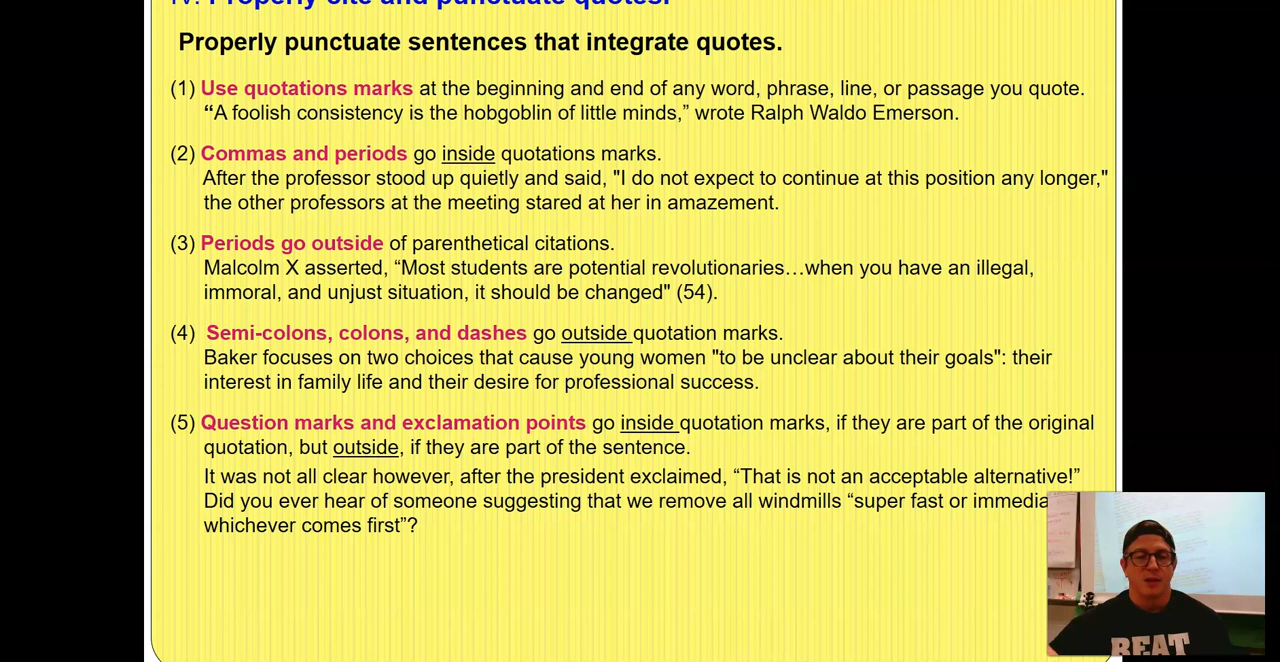 IV. Properly cite and punctuate quotes.
Properly punctuate sentences that integrate quotes.
(1) Use quotations marks at the beginning and end of any word, phrase, line, or passage you quote.
“A foolish consistency is the hobgoblin of little minds,” wrote Ralph Waldo Emerson.
(2) Commas and periods go inside quotations marks.
After the professor stood up quietly and said, "I do not expect to continue at this position any longer,"
the other professors at the meeting stared at her in amazement.
(3) Periods go outside of parenthetical citations.
Malcolm X asserted, “Most students are potential revolutionaries…when you have an illegal,
immoral, and unjust situation, it should be changed" (54).
(4) Semi-colons, colons, and dashes go outside quotation marks.
Baker focuses on two choices that cause young women "to be unclear about their goals": their
interest in family life and their desire for professional success.
(5) Question marks and exclamation points go inside quotation marks, if they are part of the original
quotation, but outside, if they are part of the sentence.
It was not all clear however, after the president exclaimed, “That is not an acceptable alternative!”
Did you ever hear of someone suggesting that we remove all windmills “super fast or
whichever comes first”?
BEAT